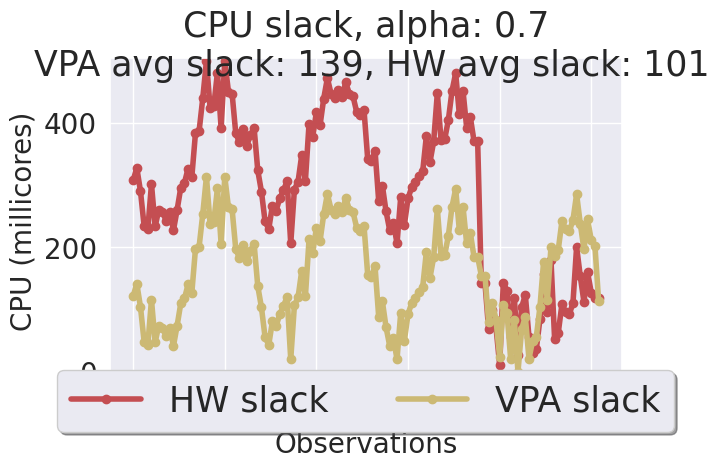 CPU slack, alpha: 0.7
VPA avg slack: 139, HW avg slack: 101
CPU (millicores)
400
200
HW slack
VPA slack
Observations